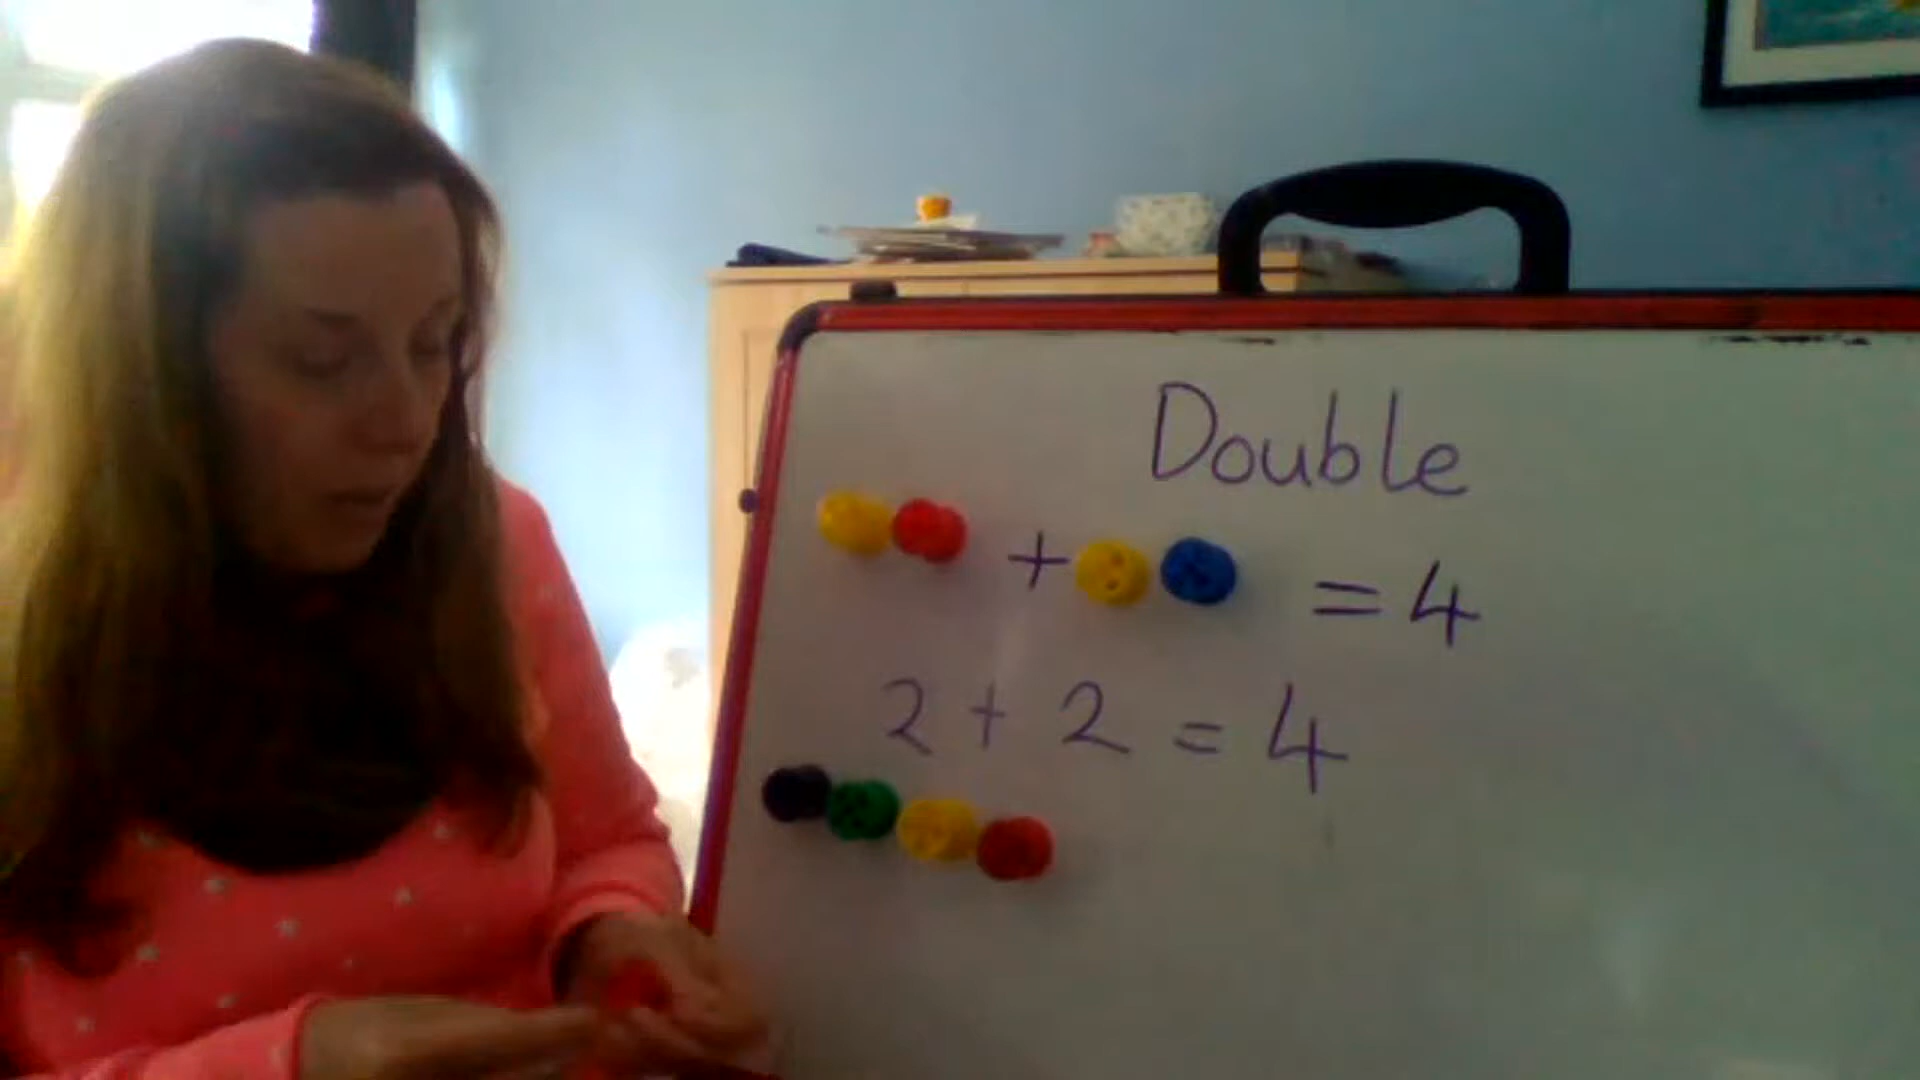 Double
+ = 4
2 + 2 = 4